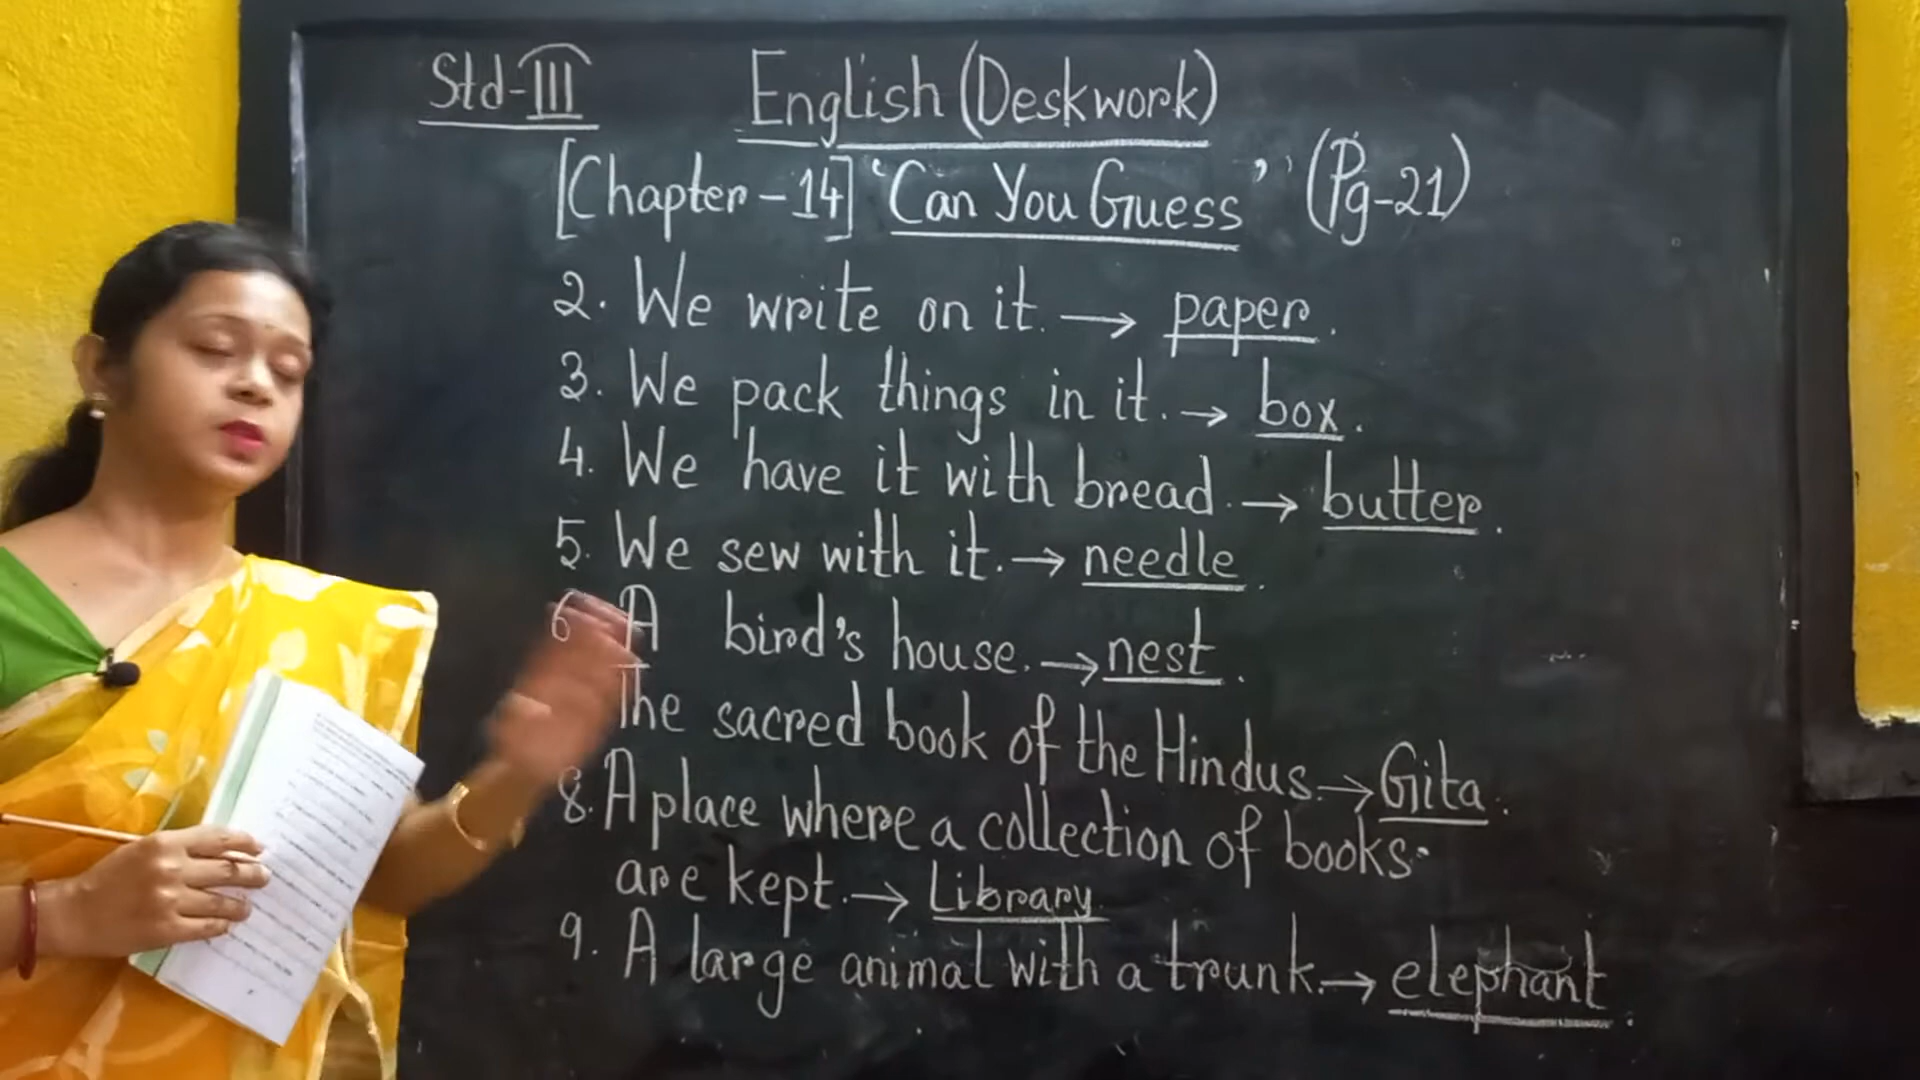 Std-III English (Deskwork)
[Chapter-14] "Can You Guess" (Pg-21)
2. We write on it. → paper.
3. We pack things in it. → box.
4. We have it with bread. → butter.
5. We sew with it. → needle.
6 A bird's house. → nest.
The sacred book of the Hindus. → Gita.
8. A place where a collection of books
are kept. → Library
9. A large animal with a trunk. → elephant.